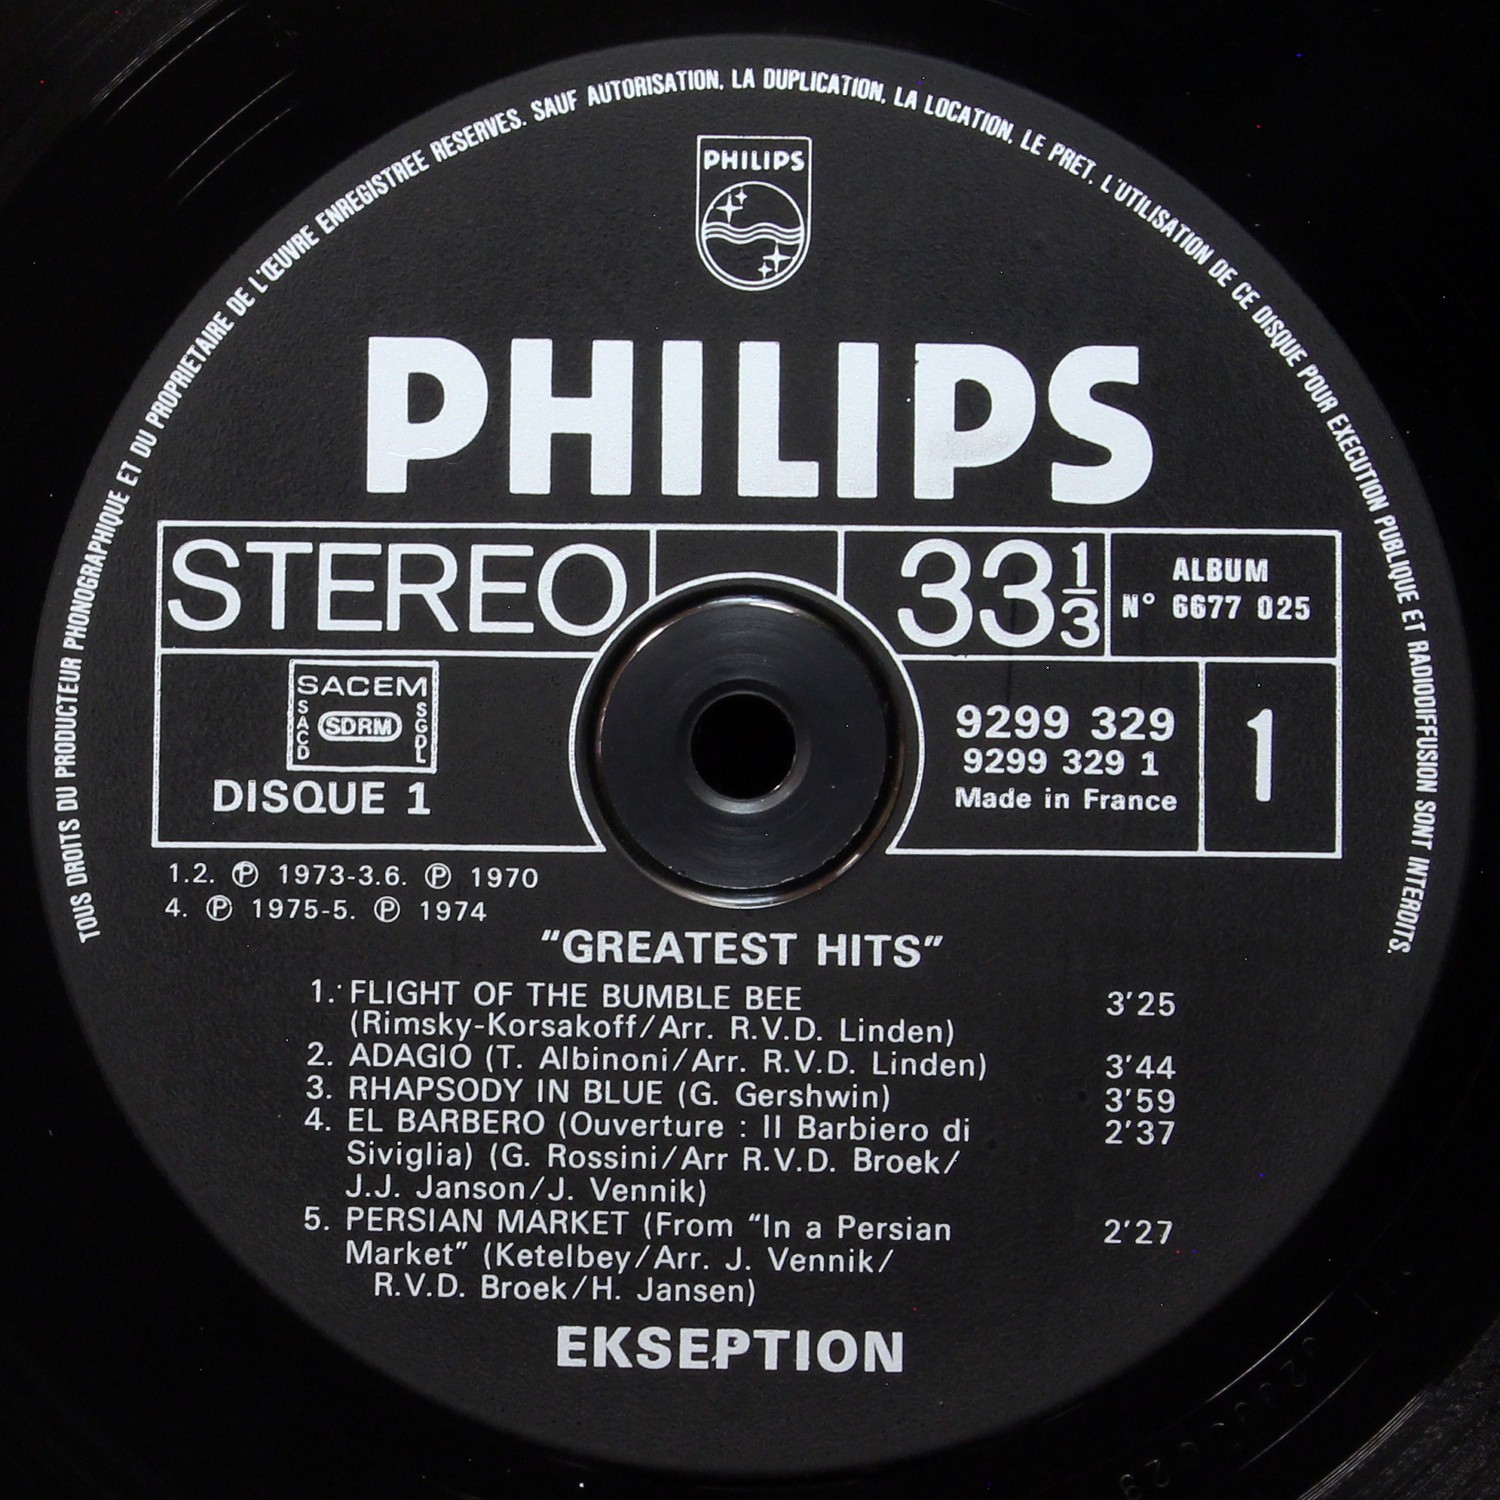 TOUS DROITS DU PRODUCTEUR PHONOGRAPHIQUE ET DU PROPRIETAIRE DE L'ŒUVRE ENREGISTREE RESERVES. SAUF AUTORISATION, LA DUPLICATION, LA LOCATION, LE PRET, L'UTILISATION DE CE DISQUE POUR EXECUTION PUBLIQUE ET RADIODIFFUSION SONT INTERDITS.
PHILIPS
PHILIPS
STEREO
33 1/3
ALBUM
N° 6677 025
SACEM
SACD
SDRM
SGDL
DISQUE 1
9299 329
9299 329 1
Made in France
1
1.2. ℗ 1973-3.6. ℗ 1970
4. ℗ 1975-5. ℗ 1974
"GREATEST HITS"
1. FLIGHT OF THE BUMBLE BEE 3'25
(Rimsky-Korsakoff/Arr. R.V.D. Linden)
2. ADAGIO (T. Albinoni/Arr. R.V.D. Linden) 3'44
3. RHAPSODY IN BLUE (G. Gershwin) 3'59
4. EL BARBERO (Ouverture : Il Barbiero di 2'37
Siviglia) (G. Rossini/Arr R.V.D. Broek/
J.J. Janson/J. Vennik)
5. PERSIAN MARKET (From "In a Persian 2'27
Market" (Ketelbey/Arr. J. Vennik/
R.V.D. Broek/H. Jansen)
EKSEPTION